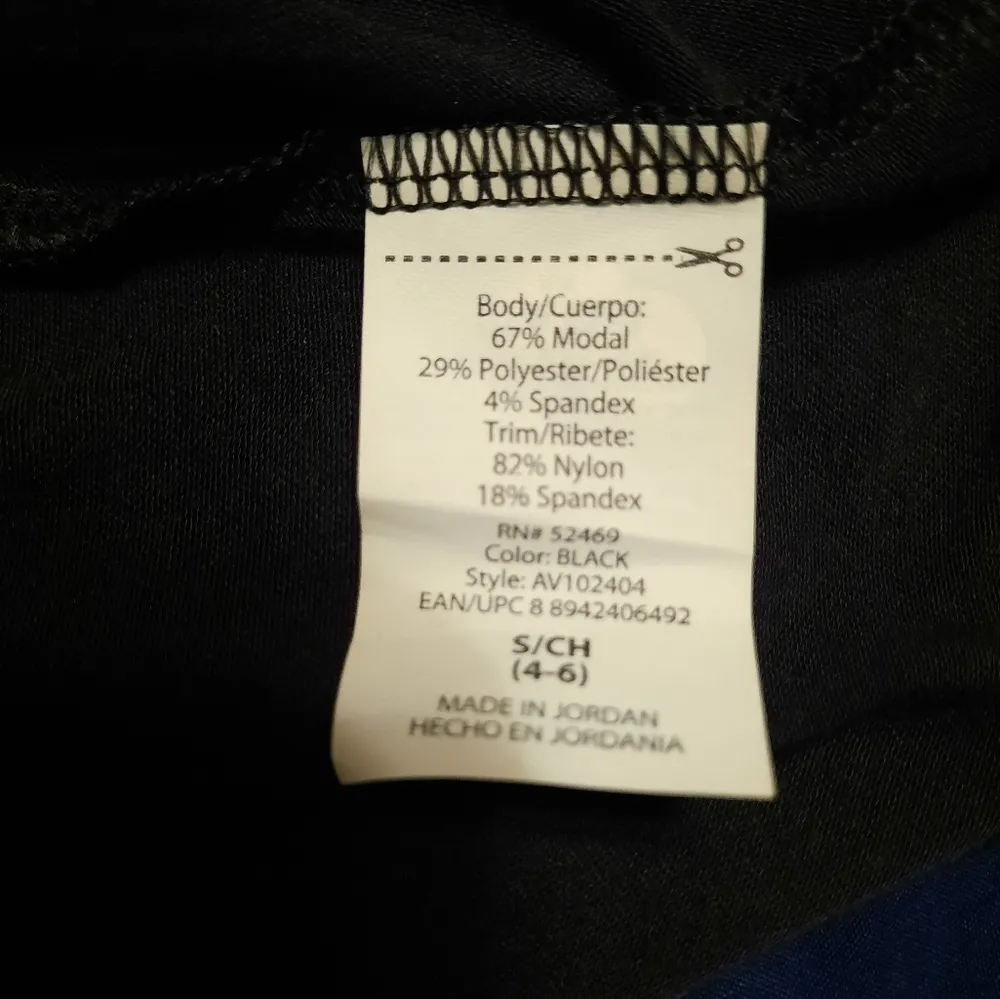 Body/Cuerpo:
67% Modal
29% Polyester/Poliéster
4% Spandex
Trim/Ribete:
82% Nylon
18% Spandex
RN# 52469
Color: BLACK
Style: AV102404
EAN/UPC 8 8942406492
S/CH
(4-6)
MADE IN JORDAN
HECHO EN JORDANIA